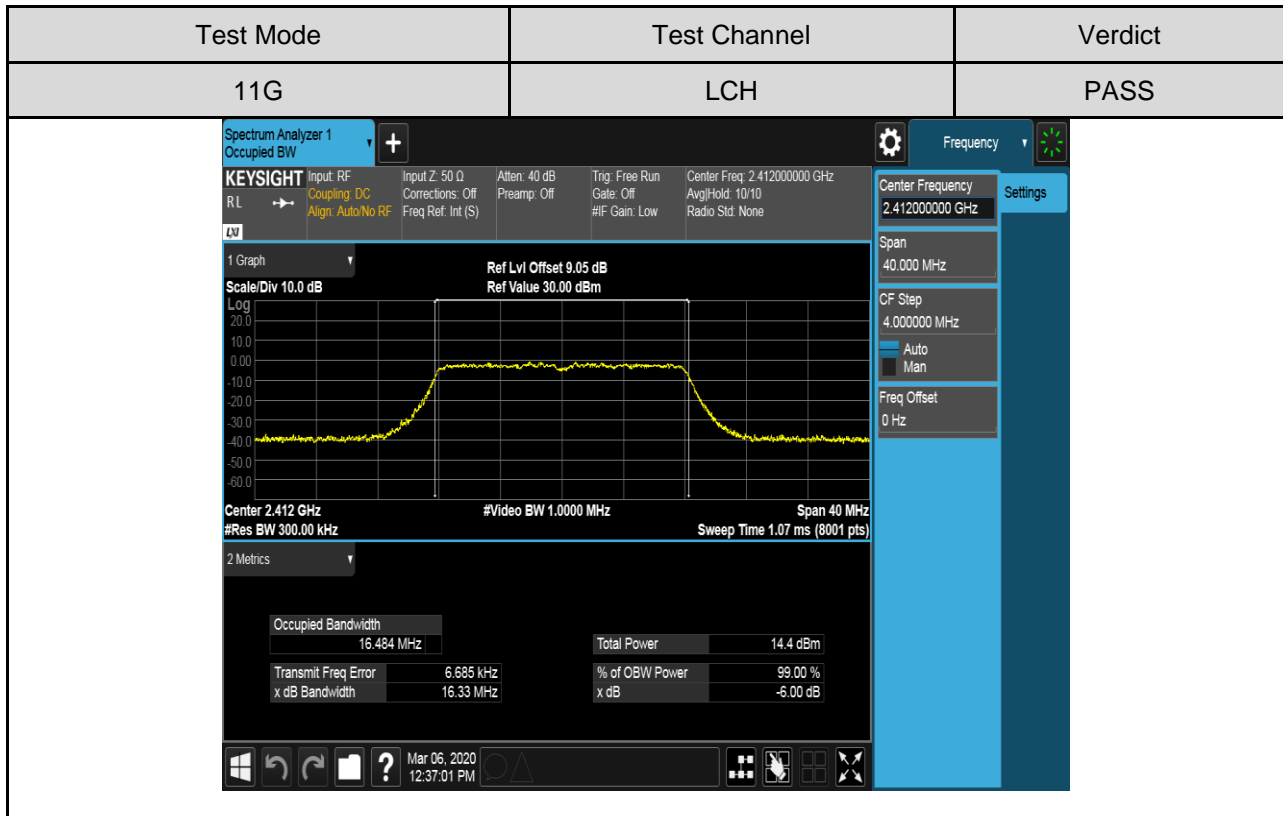 Test Mode Test Channel Verdict
11G LCH PASS
Spectrum Analyzer 1
Occupied BW
+
Frequency
KEYSIGHT
RL
LXI
Input: RF
Coupling: DC
Align: Auto/No RF
Input Z: 50 Ω
Corrections: Off
Freq Ref: Int (S)
Atten: 40 dB
Preamp: Off
Trig: Free Run
Gate: Off
#IF Gain: Low
Center Freq: 2.412000000 GHz
Avg|Hold: 10/10
Radio Std: None
Center Frequency
2.412000000 GHz
Settings
Span
40.000 MHz
CF Step
4.000000 MHz
Auto
Man
Freq Offset
0 Hz
1 Graph
Scale/Div 10.0 dB
Ref Lvl Offset 9.05 dB
Ref Value 30.00 dBm
Log
20.0
10.0
0.00
-10.0
-20.0
-30.0
-40.0
-50.0
-60.0
Center 2.412 GHz #Video BW 1.0000 MHz Span 40 MHz
#Res BW 300.00 kHz Sweep Time 1.07 ms (8001 pts)
2 Metrics
Occupied Bandwidth
16.484 MHz
Total Power 14.4 dBm
Transmit Freq Error 6.685 kHz % of OBW Power 99.00 %
x dB Bandwidth 16.33 MHz x dB -6.00 dB
?
Mar 06, 2020
12:37:01 PM